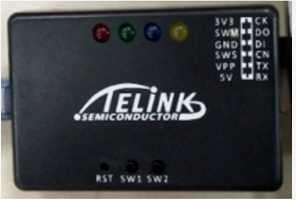 3V3 CK
SWM DO
GND Di
SWS CN
VPP TX
5V RX
TELiNK
SEMICONDUCTOR
RST SW1 SW2